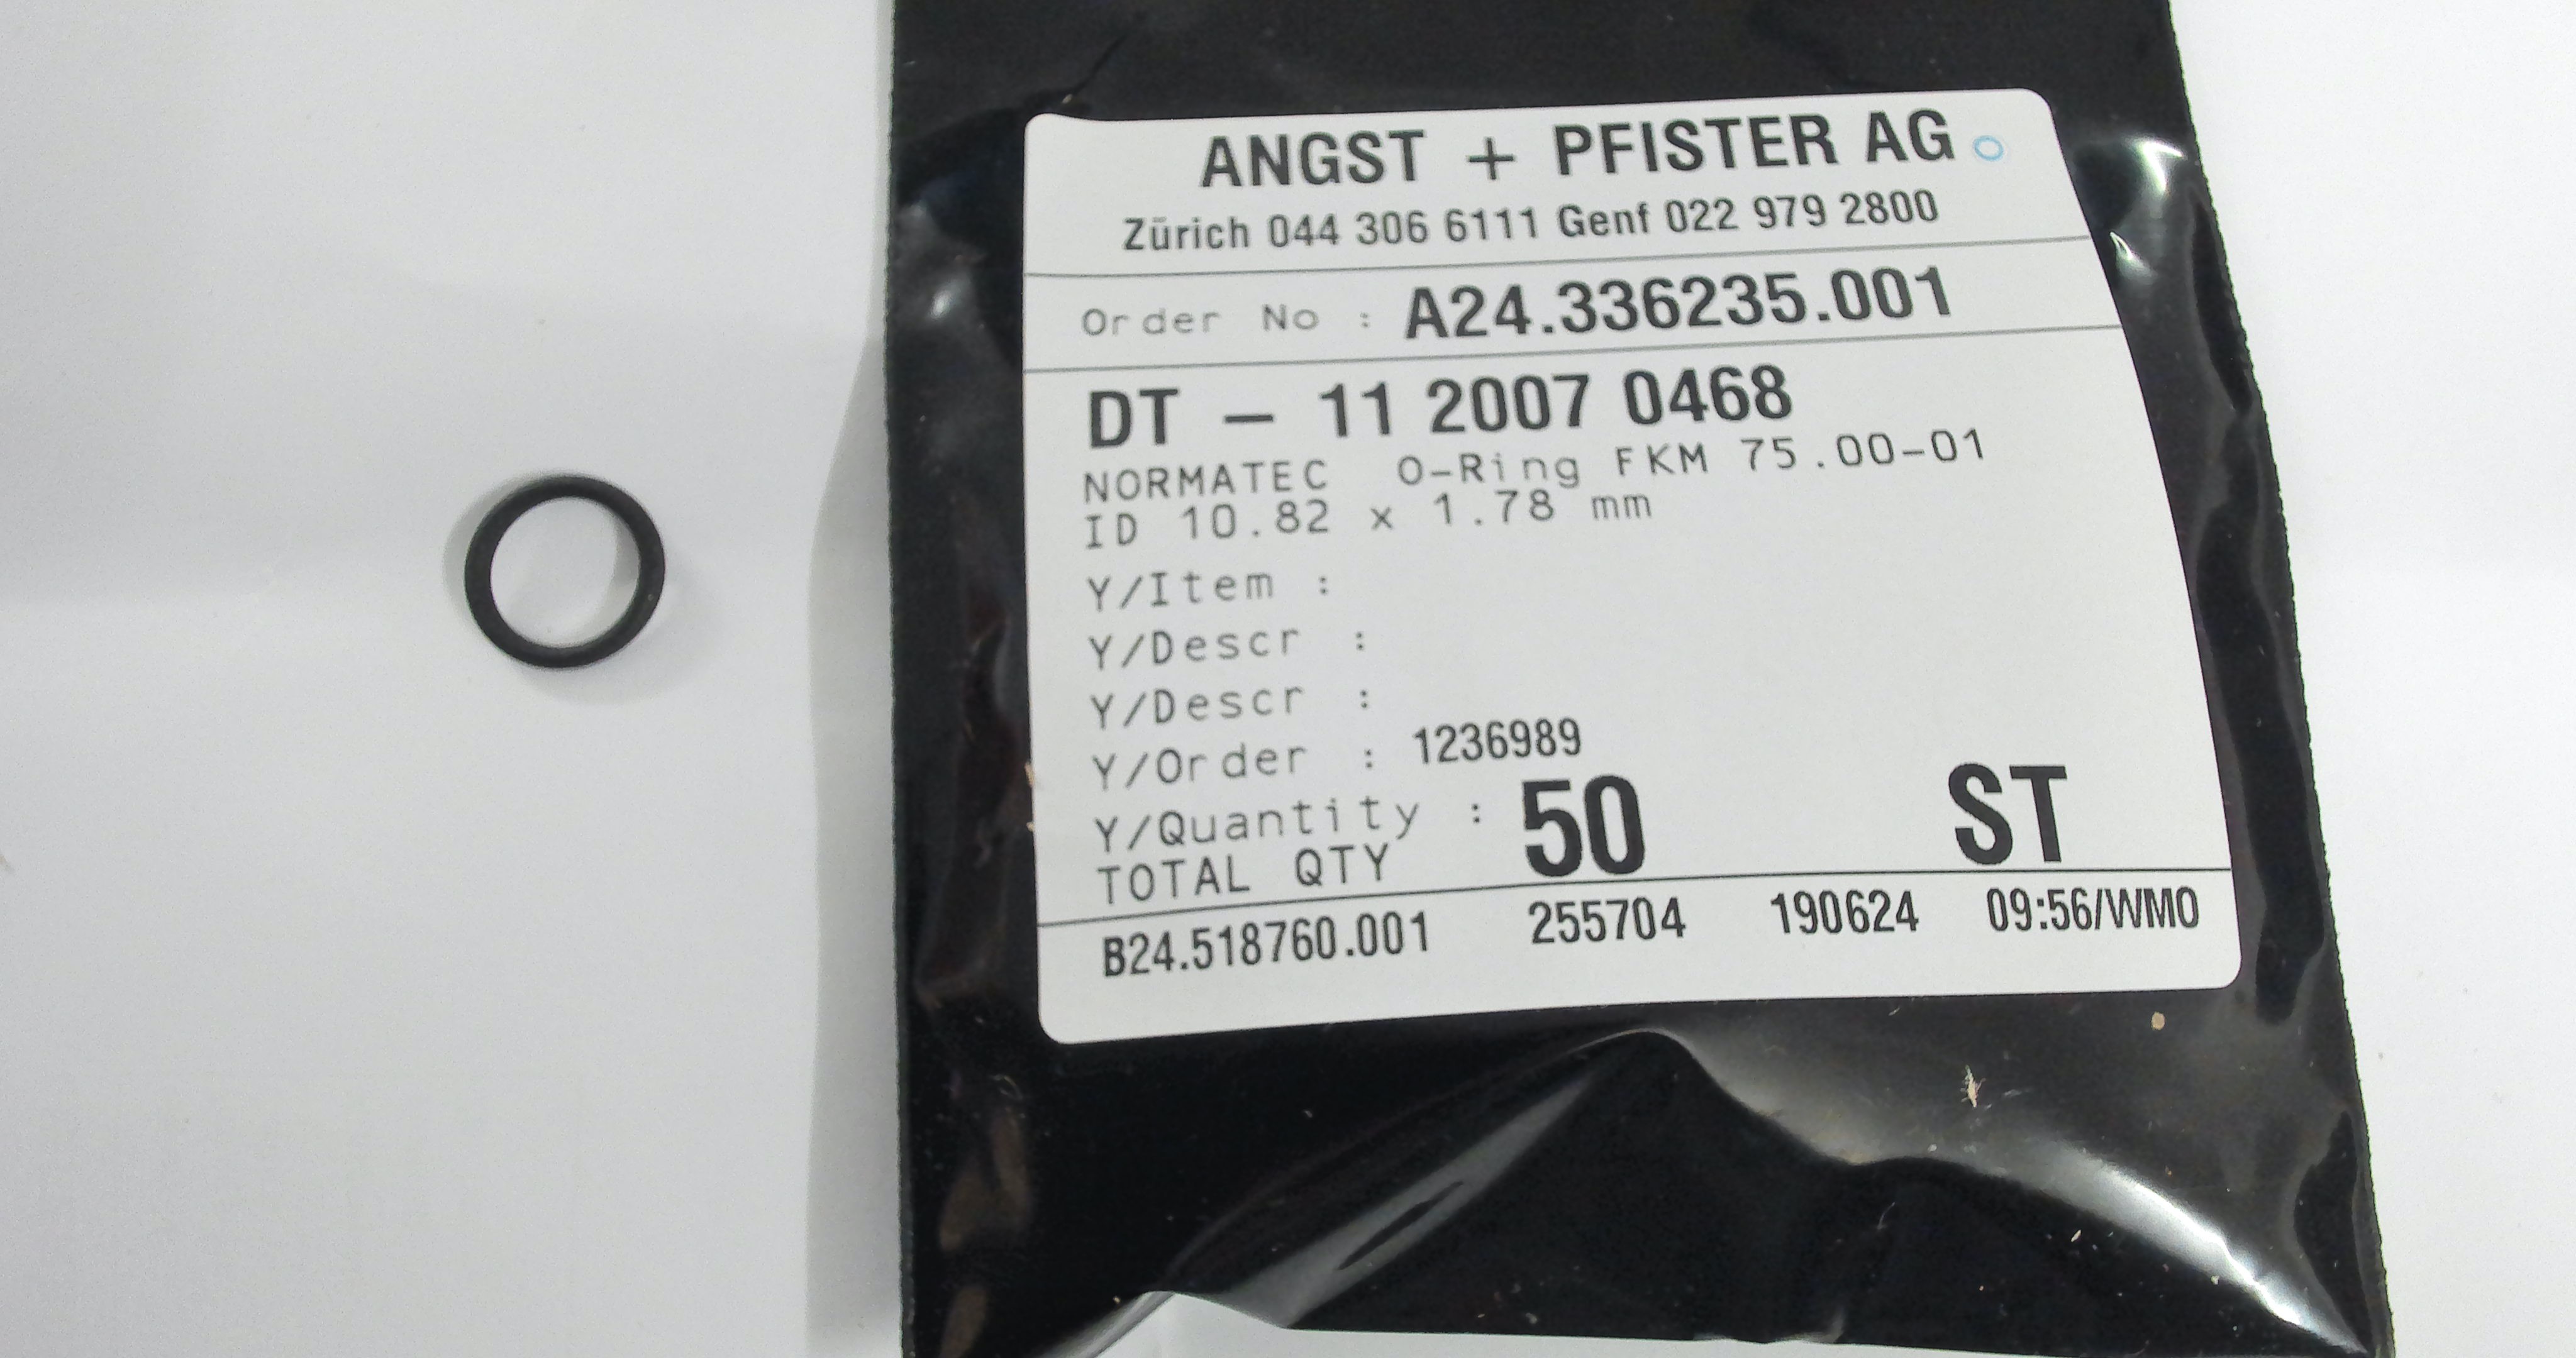 ANGST + PFISTER AG
Zürich 044 306 6111 Genf 022 979 2800
Order No : A24.336235.001
DT - 11 2007 0468
NORMATEC O-Ring FKM 75.00-01
ID 10.82 x 1.78 mm
Y/Item :
Y/Descr :
Y/Descr :
Y/Order : 1236989
Y/Quantity : 50 ST
TOTAL QTY
B24.518760.001 255704 190624 09:56/WMO